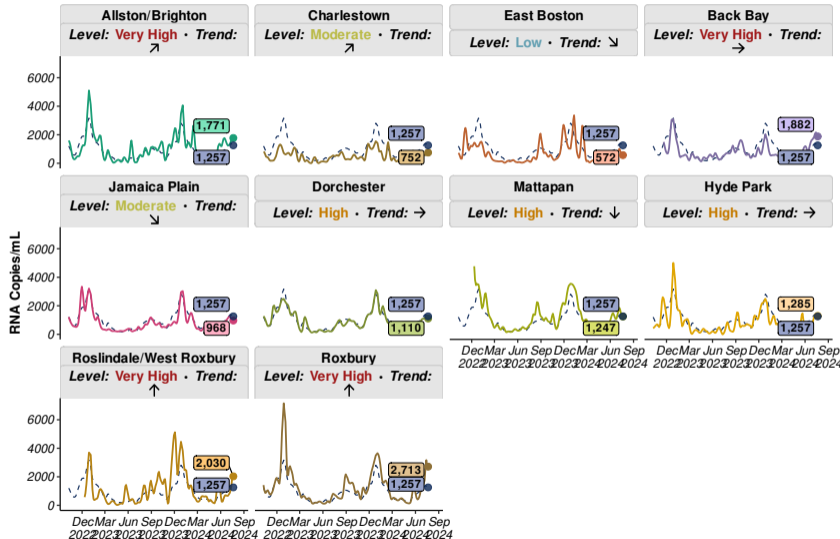 Allston/Brighton
Level: Very High · Trend:
↗
Charlestown
Level: Moderate · Trend:
↗
East Boston
Level: Low · Trend: ↘
Back Bay
Level: Very High · Trend:
→
6000
4000
2000
0
1,771
1,257
1,257
752
1,257
572
1,882
1,257
Jamaica Plain
Level: Moderate · Trend:
↘
Dorchester
Level: High · Trend: →
Mattapan
Level: High · Trend: ↓
Hyde Park
Level: High · Trend: →
RNA Copies/mL
6000
4000
2000
0
1,257
968
1,257
1,110
1,257
1,247
1,285
1,257
Dec Mar Jun Sep Dec Mar Jun Sep
2022 2023 2023 2023 2023 2024 2024 2024
Dec Mar Jun Sep Dec Mar Jun Sep
2022 2023 2023 2023 2023 2024 2024 2024
Roslindale/West Roxbury
Level: Very High · Trend:
↑
Roxbury
Level: Very High · Trend:
↑
6000
4000
2000
0
2,030
1,257
2,713
1,257
Dec Mar Jun Sep Dec Mar Jun Sep
2022 2023 2023 2023 2023 2024 2024 2024
Dec Mar Jun Sep Dec Mar Jun Sep
2022 2023 2023 2023 2023 2024 2024 2024